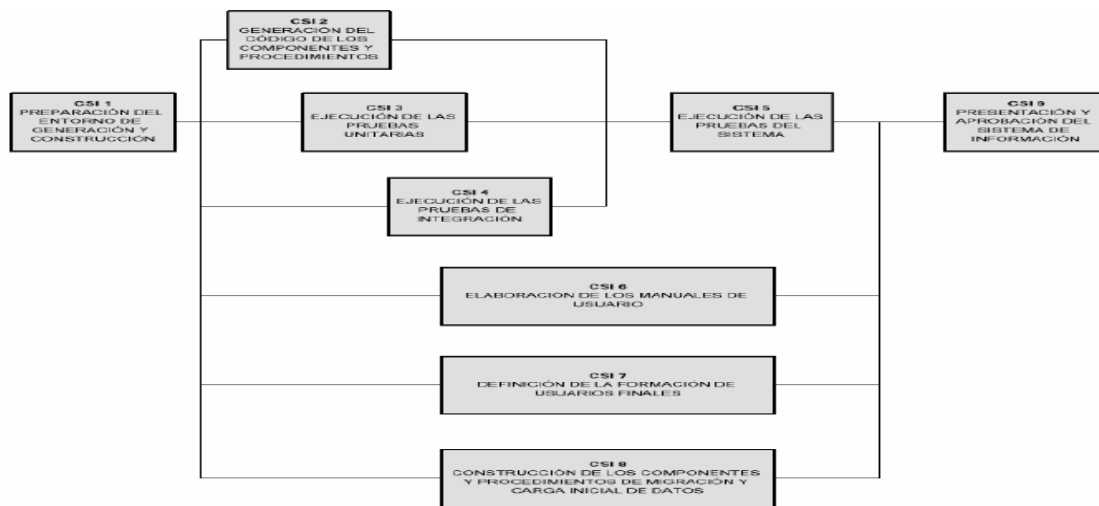 CSI 1
PREPARACIÓN DEL
ENTORNO DE
GENERACIÓN Y
CONSTRUCCIÓN
CSI 2
GENERACIÓN DEL
CÓDIGO DE LOS
COMPONENTES Y
PROCEDIMIENTOS
CSI 3
EJECUCIÓN DE LAS
PRUEBAS
UNITARIAS
CSI 4
EJECUCIÓN DE LAS
PRUEBAS DE
INTEGRACIÓN
CSI 5
EJECUCIÓN DE LAS
PRUEBAS DEL
SISTEMA
CSI 6
ELABORACIÓN DE LOS MANUALES DE
USUARIO
CSI 7
DEFINICIÓN DE LA FORMACIÓN DE
USUARIOS FINALES
CSI 8
CONSTRUCCIÓN DE LOS COMPONENTES
Y PROCEDIMIENTOS DE MIGRACIÓN Y
CARGA INICIAL DE DATOS
CSI 9
PRESENTACIÓN Y
APROBACIÓN DEL
SISTEMA DE
INFORMACIÓN